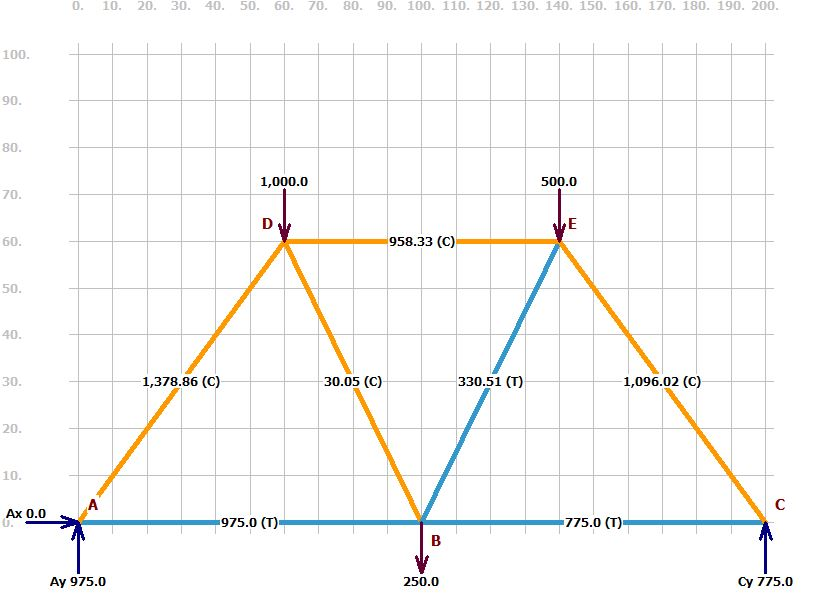 0. 10. 20. 30. 40. 50. 60. 70. 80. 90. 100. 110. 120. 130. 140. 150. 160. 170. 180. 190. 200.
100.
90.
80.
70.
1,000.0 500.0
D E
60.
958.33 (C)
50.
40.
30.
1,378.86 (C) 30.05 (C) 330.51 (T) 1,096.02 (C)
20.
10.
A C
Ax 0.0
0.
975.0 (T) 775.0 (T)
B
Ay 975.0 250.0 Cy 775.0